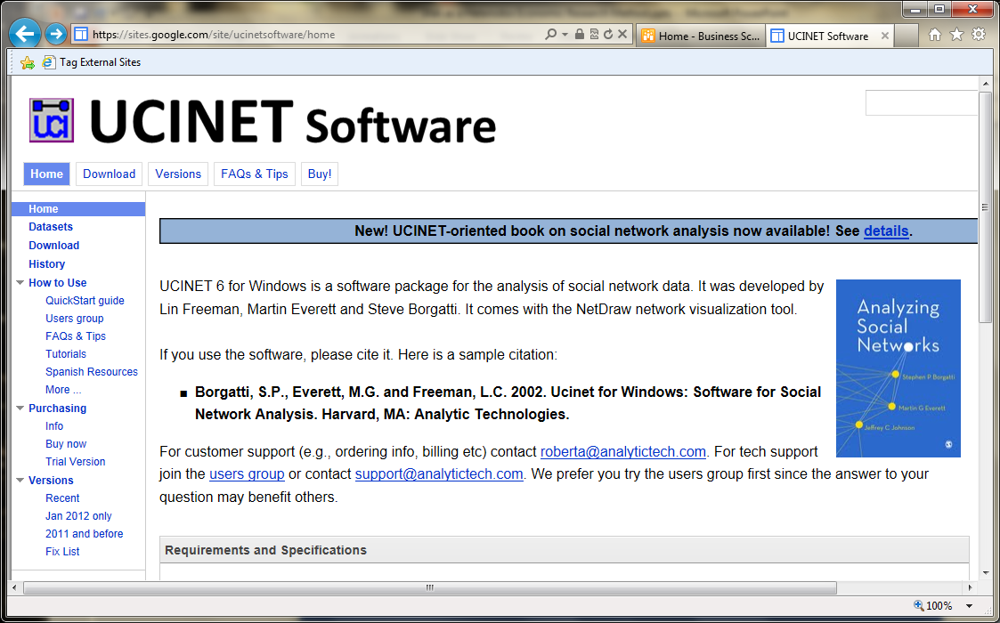 https://sites.google.com/site/ucinetsoftware/home
Home - Business Sc...
UCINET Software
Tag External Sites
UCI
UCINET Software
Home
Download
Versions
FAQs & Tips
Buy!
Home
Datasets
Download
History
How to Use
QuickStart guide
Users group
FAQs & Tips
Tutorials
Spanish Resources
More ...
Purchasing
Info
Buy now
Trial Version
Versions
Recent
Jan 2012 only
2011 and before
Fix List
New! UCINET-oriented book on social network analysis now available! See details.
UCINET 6 for Windows is a software package for the analysis of social network data. It was developed by
Lin Freeman, Martin Everett and Steve Borgatti. It comes with the NetDraw network visualization tool.
If you use the software, please cite it. Here is a sample citation:
Borgatti, S.P., Everett, M.G. and Freeman, L.C. 2002. Ucinet for Windows: Software for Social
Network Analysis. Harvard, MA: Analytic Technologies.
For customer support (e.g., ordering info, billing etc) contact roberta@analytictech.com. For tech support
join the users group or contact support@analytictech.com. We prefer you try the users group first since the answer to your
question may benefit others.
Analyzing
Social
Networks
Stephen P Borgatti
Martin G Everett
Jeffrey C Johnson
Requirements and Specifications
100%